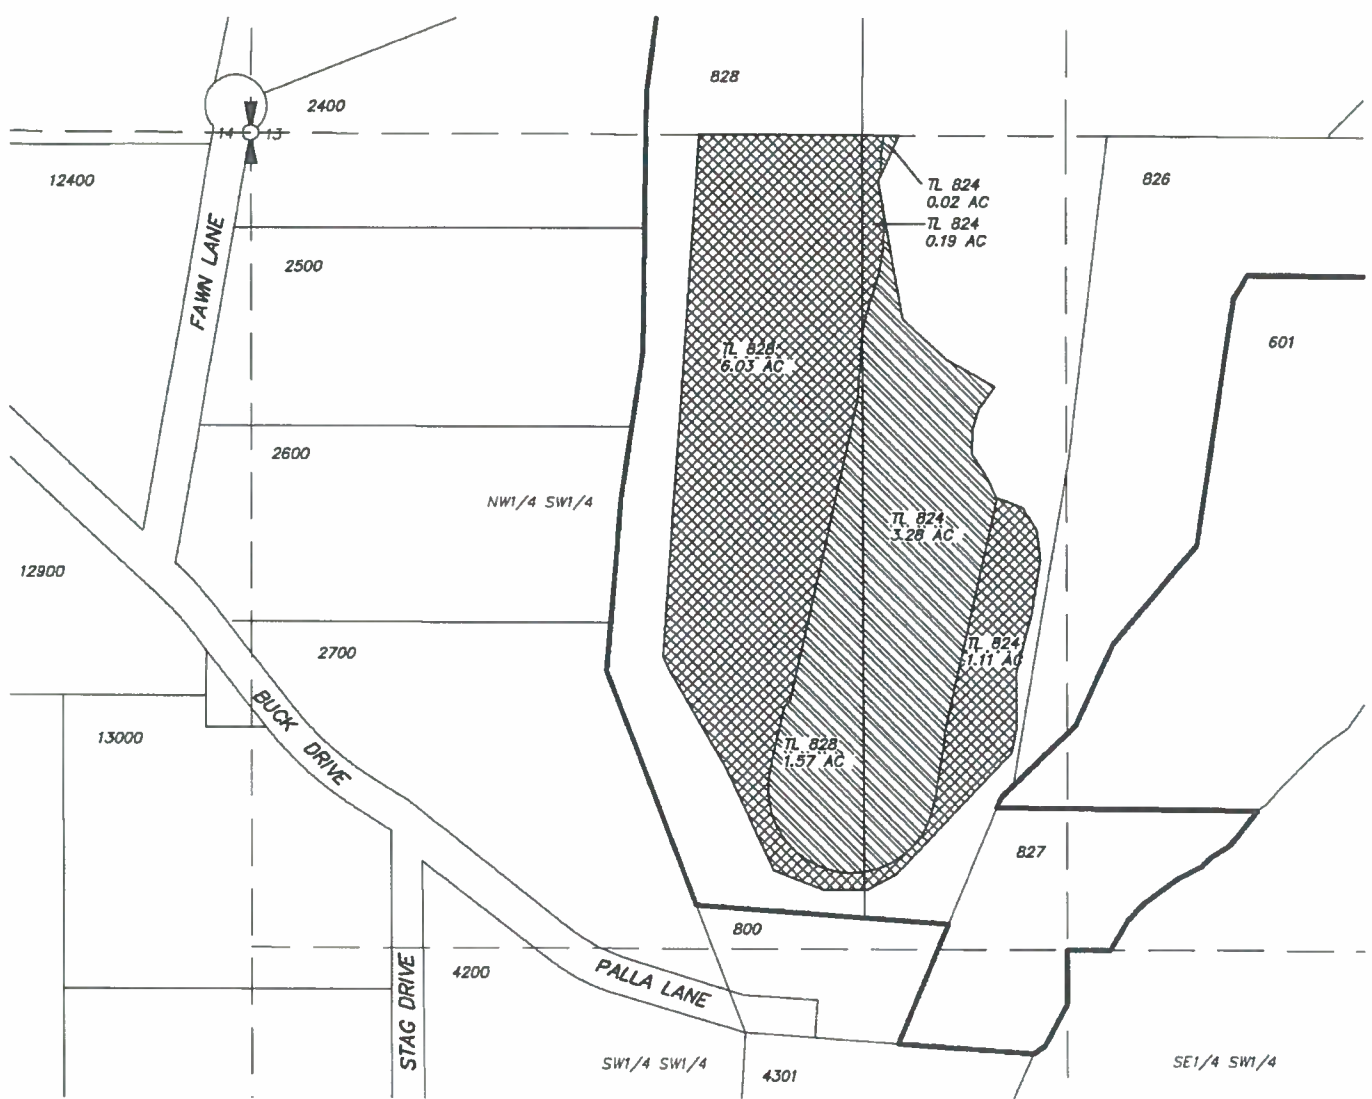 828
2400
14 13
12400
826
TL 824
0.02 AC
TL 824
0.19 AC
FAWN LANE
2500
601
TL 828
6.03 AC
2600
NW1/4 SW1/4
TL 824
3.28 AC
12900
2700
TL 824
1.11 AC
BUCK DRIVE
13000
TL 828
1.57 AC
827
800
4200
PALLA LANE
STAG DRIVE
SW1/4 SW1/4
4301
SE1/4 SW1/4